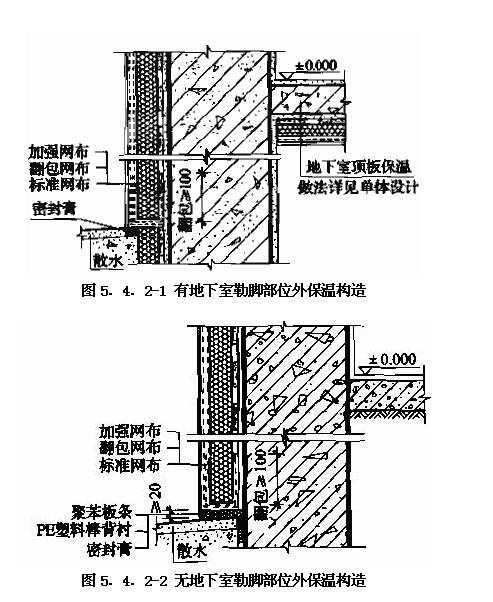 ±0.000
加强网布
翻包网布
标准网布
密封膏
散水
翻包≥100
地下室顶板保温
做法详见单体设计
图5. 4. 2-1 有地下室勒脚部位外保温构造
±0.000
加强网布
翻包网布
标准网布
翻包≥100
≥20
聚苯板条
PE塑料棒背衬
密封膏
散水
图5. 4. 2-2 无地下室勒脚部位外保温构造